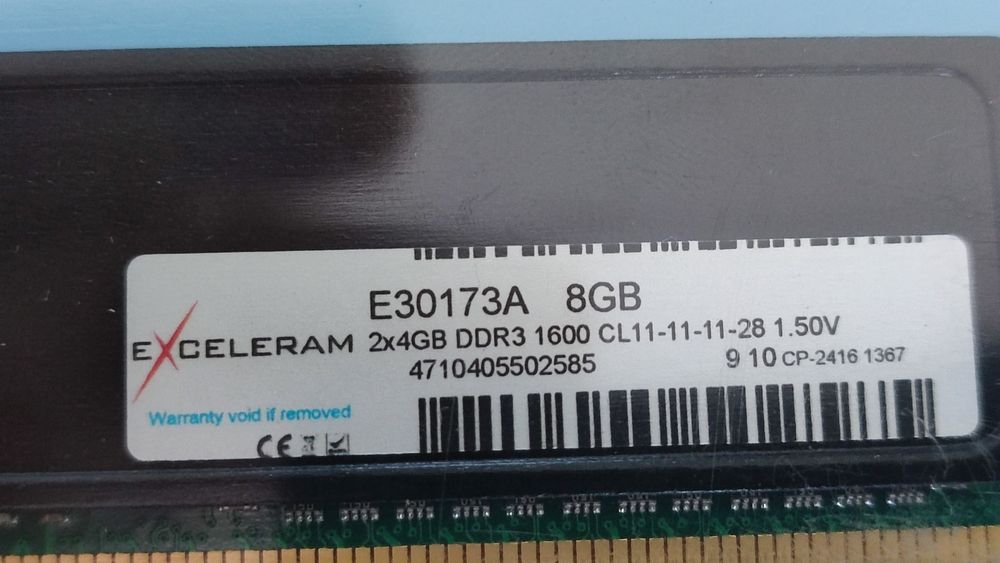 E30173A 8GB
EXCELERAM 2x4GB DDR3 1600 CL11-11-11-28 1.50V
4710405502585 9 10 CP-2416 1367
Warranty void if removed
CE